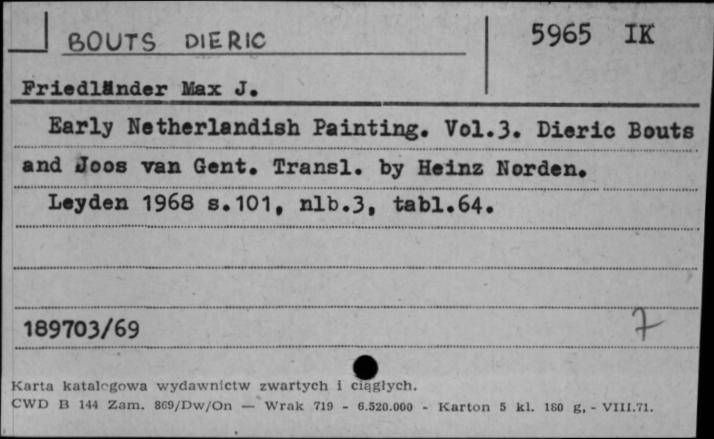 BOUTS DIERIC 5965 IK
Friedländer Max J.
Early Netherlandish Painting. Vol.3. Dieric Bouts
and Joos van Gent. Transl. by Heinz Norden.
Leyden 1968 s.101, nlb.3, tabl.64.
189703/69 7
Karta katalogowa wydawnictw zwartych i ciągłych.
CWD B 144 Zam. 869/Dw/On — Wrak 719 - 6.520.000 - Karton 5 kl. 180 g, - VIII.71.